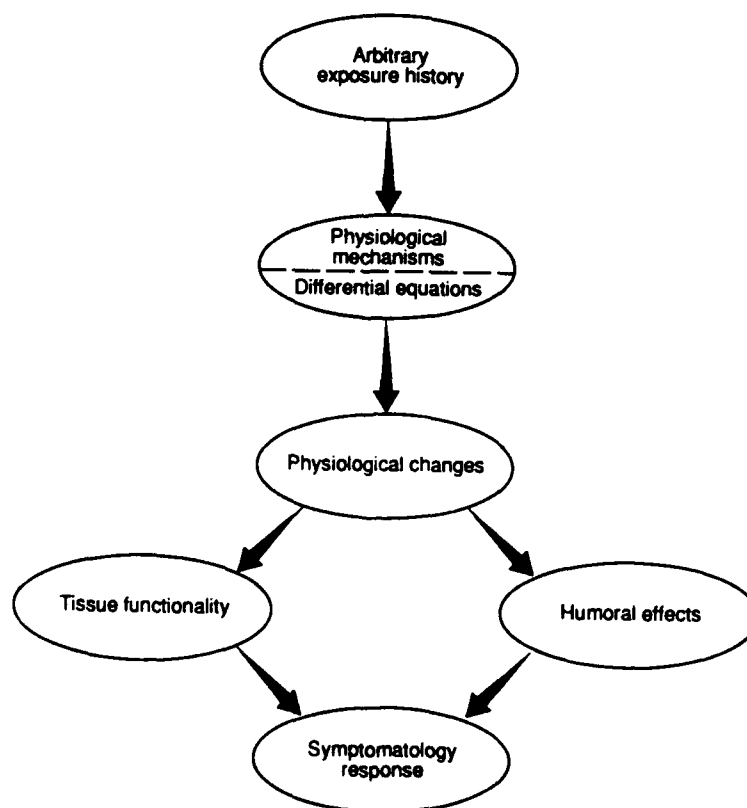 Arbitrary
exposure history
Physiological
mechanisms
Differential equations
Physiological changes
Tissue functionality
Humoral effects
Symptomatology
response